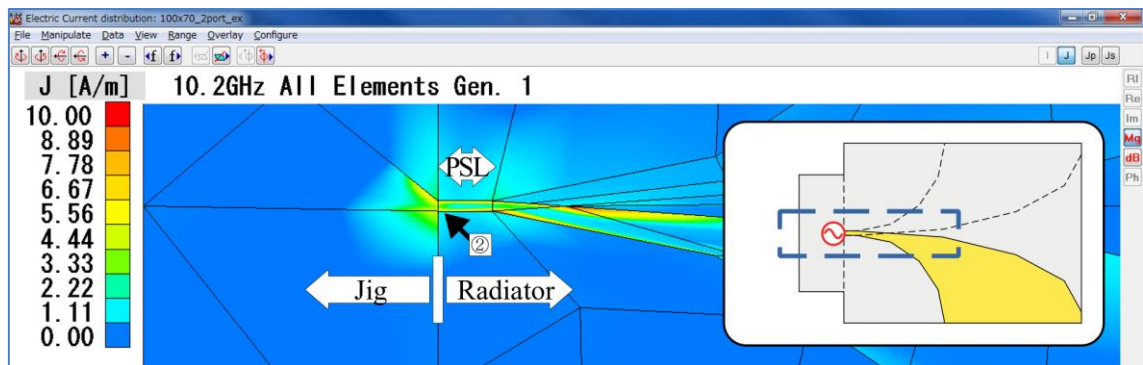 Electric Current distribution: 100x70_2port_ex
File Manipulate Data View Range Overlay Configure
+ - f f I J Jp Js
J [A/m] 10.2GHz All Elements Gen. 1
10.00
8.89
7.78
6.67
5.56
4.44
3.33
2.22
1.11
0.00
PSL
②
Jig
Radiator
RI
Re
Im
Mg
dB
Ph